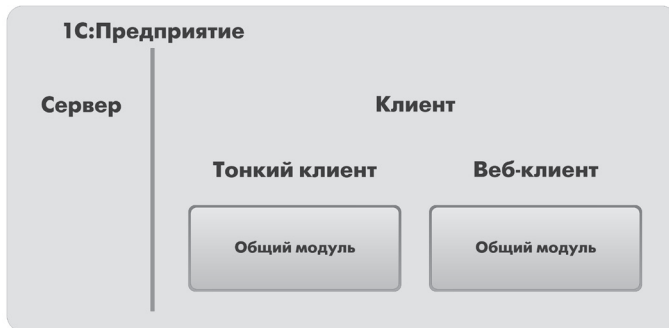 1С:Предприятие
Сервер
Клиент
Тонкий клиент
Веб-клиент
Общий модуль
Общий модуль